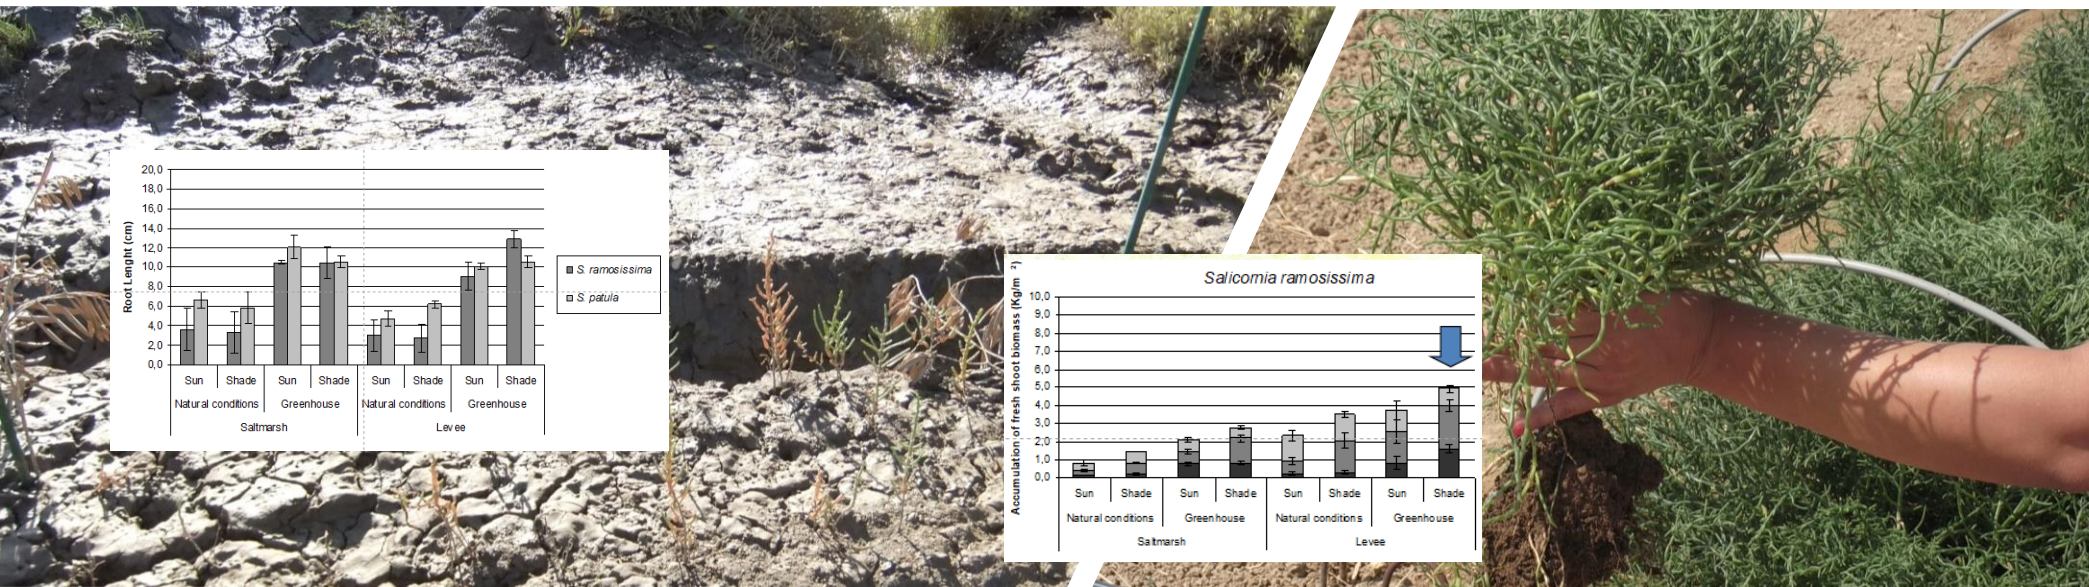 20,0
18,0
16,0
14,0
12,0
10,0
8,0
6,0
4,0
2,0
0,0
Root Lenght (cm)
Sun Shade Sun Shade Sun Shade Sun Shade
Natural conditions Greenhouse Natural conditions Greenhouse
Saltmarsh Levee
S. ramosissima
S. patula
Salicornia ramosissima
Accumulation of fresh shoot biomass (Kg/m ²)
10,0
9,0
8,0
7,0
6,0
5,0
4,0
3,0
2,0
1,0
0,0
Sun Shade Sun Shade Sun Shade Sun Shade
Natural conditions Greenhouse Natural conditions Greenhouse
Saltmarsh Levee